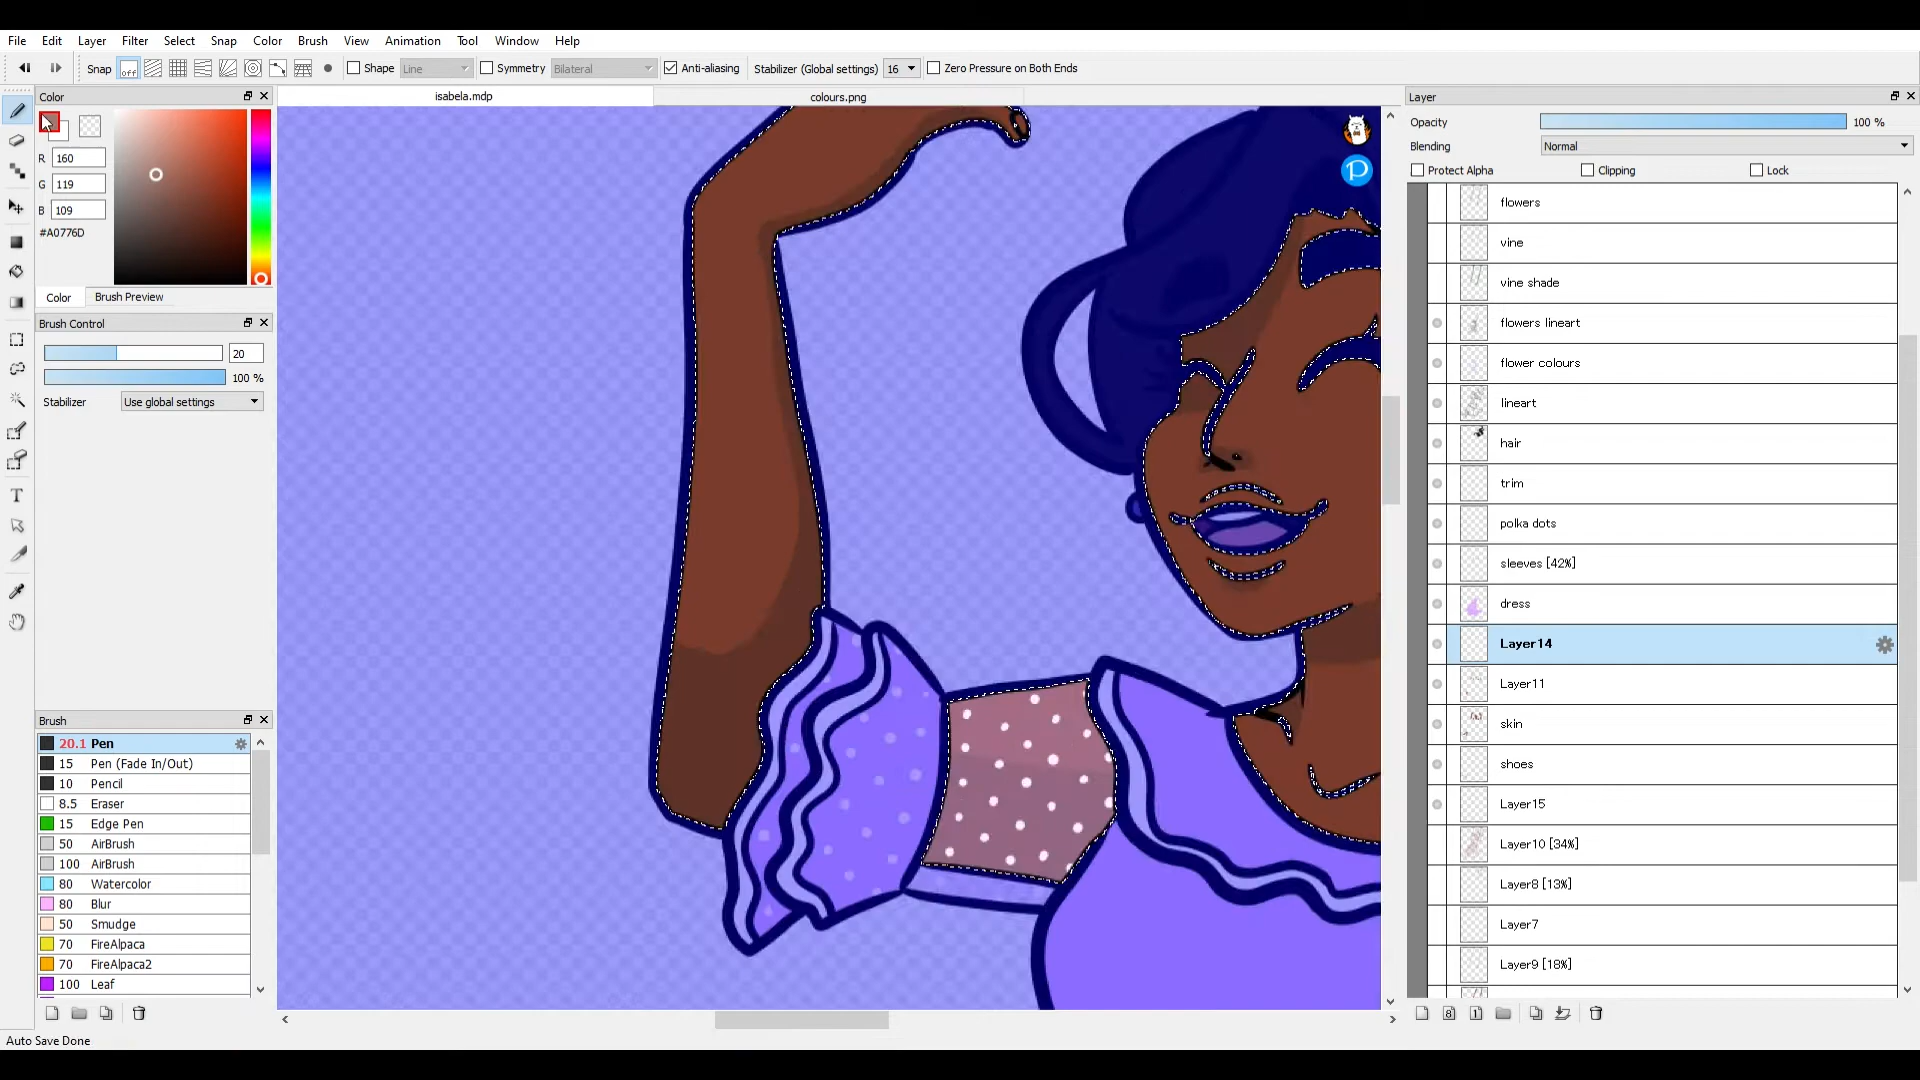 File Edit Layer Filter Select Snap Color Brush View Animation Tool Window Help
Snap off Shape Line Symmetry Bilateral Anti-aliasing Stabilizer (Global settings) 16 Zero Pressure on Both Ends
Color
isabela.mdp
colours.png
Layer
R 160
G 119
B 109
#A0776D
Color Brush Preview
Brush Control
20
100 %
Stabilizer Use global settings
Brush
20.1 Pen
15 Pen (Fade In/Out)
10 Pencil
8.5 Eraser
15 Edge Pen
50 AirBrush
100 AirBrush
80 Watercolor
80 Blur
50 Smudge
70 FireAlpaca
70 FireAlpaca2
100 Leaf
Auto Save Done
P
Opacity 100 %
Blending Normal
Protect Alpha Clipping Lock
flowers
vine
vine shade
flowers lineart
flower colours
lineart
hair
trim
polka dots
sleeves [42%]
dress
Layer14
Layer11
skin
shoes
Layer15
Layer10 [34%]
Layer8 [13%]
Layer7
Layer9 [18%]
8 1